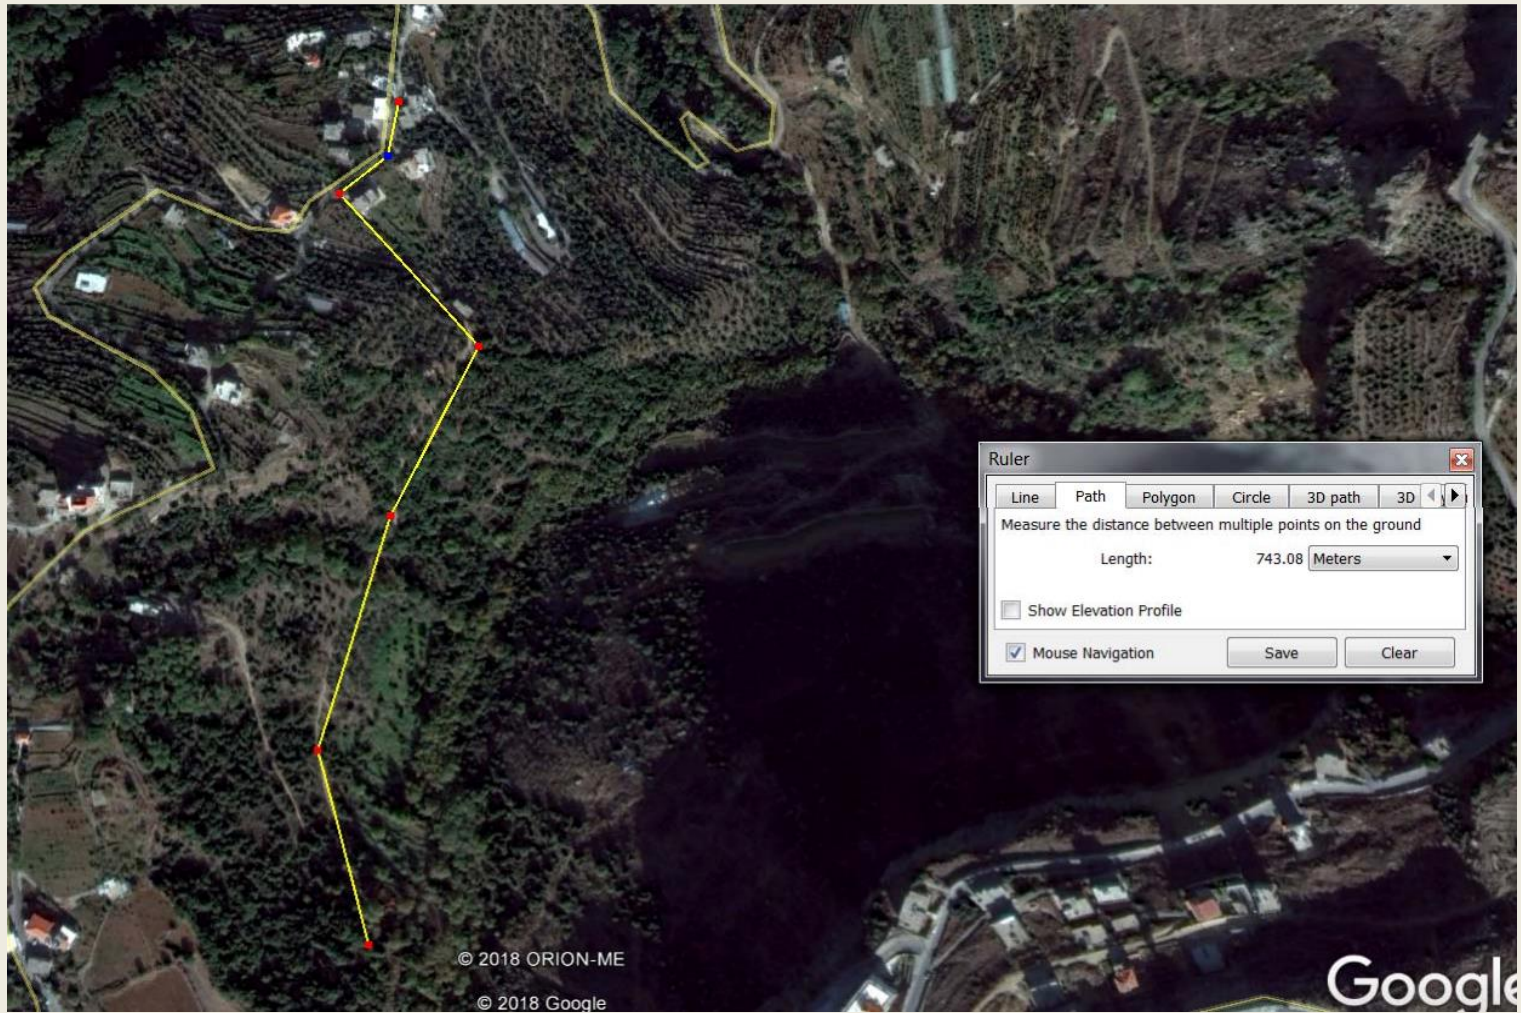 Ruler
Line Path Polygon Circle 3D path 3D
Measure the distance between multiple points on the ground
Length: 743.08 Meters
Show Elevation Profile
Mouse Navigation Save Clear
© 2018 ORION-ME
© 2018 Google
Google